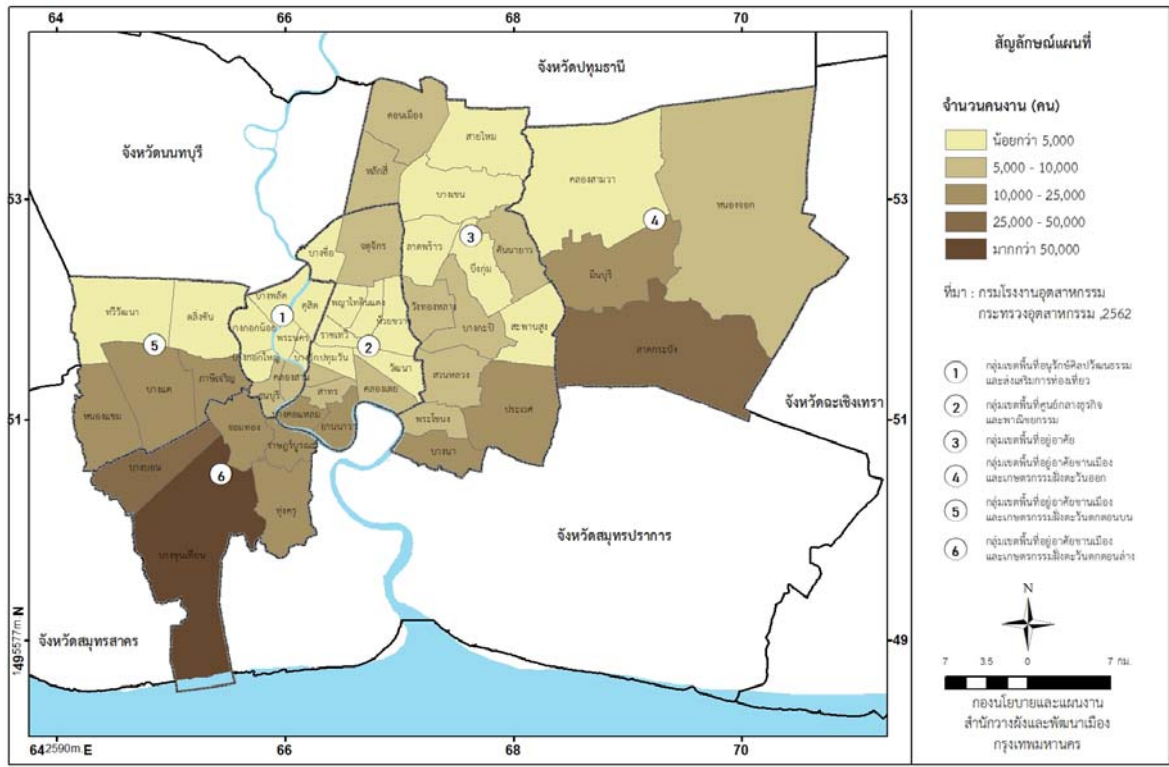 64
66
68
70
53
51
49
1495577m.N
642590m.E
66
68
70
53
51
49
จังหวัดปทุมธานี
จังหวัดนนทบุรี
จังหวัดฉะเชิงเทรา
จังหวัดสมุทรปราการ
จังหวัดสมุทรสาคร
ดอนเมือง
สายไหม
หลักสี่
บางเขน
คลองสามวา
หนองจอก
จตุจักร
ลาดพร้าว
3
4
คันนายาว
บางซื่อ
บึงกุ่ม
มีนบุรี
บางพลัด
ดุสิต
พญาไท
ดินแดง
ห้วยขวาง
วังทองหลาง
ทวีวัฒนา
ตลิ่งชัน
บางกอกน้อย
1
พระนคร
ราชเทวี
บางกะปิ
สะพานสูง
5
2
ลาดกระบัง
บางกอกใหญ่
ปทุมวัน
วัฒนา
สวนหลวง
บางแค
ภาษีเจริญ
คลองสาน
สาทร
คลองเตย
หนองแขม
ธนบุรี
บางคอแหลม
ยานนาวา
พระโขนง
ประเวศ
จอมทอง
ราษฎร์บูรณะ
บางนา
บางบอน
6
ทุ่งครุ
บางขุนเทียน
สัญลักษณ์แผนที่
จำนวนคนงาน (คน)
น้อยกว่า 5,000
5,000 - 10,000
10,000 - 25,000
25,000 - 50,000
มากกว่า 50,000
ที่มา : กรมโรงงานอุตสาหกรรม
กระทรวงอุตสาหกรรม ,2562
1 กลุ่มเขตพื้นที่อนุรักษ์ศิลปวัฒนธรรม
และส่งเสริมการท่องเที่ยว
2 กลุ่มเขตพื้นที่ศูนย์กลางธุรกิจ
และพาณิชยกรรม
3 กลุ่มเขตพื้นที่อยู่อาศัย
4 กลุ่มเขตพื้นที่อยู่อาศัยชานเมือง
และเกษตรกรรมฝั่งตะวันออก
5 กลุ่มเขตพื้นที่อยู่อาศัยชานเมือง
และเกษตรกรรมฝั่งตะวันตกตอนบน
6 กลุ่มเขตพื้นที่อยู่อาศัยชานเมือง
และเกษตรกรรมฝั่งตะวันตกตอนล่าง
N
7 3.5 0 7 กม.
กองนโยบายและแผนงาน
สำนักวางผังและพัฒนาเมือง
กรุงเทพมหานคร